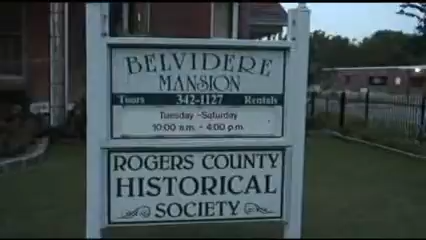 BELVIDERE
MANSION
Tours 342-1127 Rentals
Tuesday - Saturday
10:00 a.m. - 4:00 p.m.
ROGERS COUNTY
HISTORICAL
SOCIETY